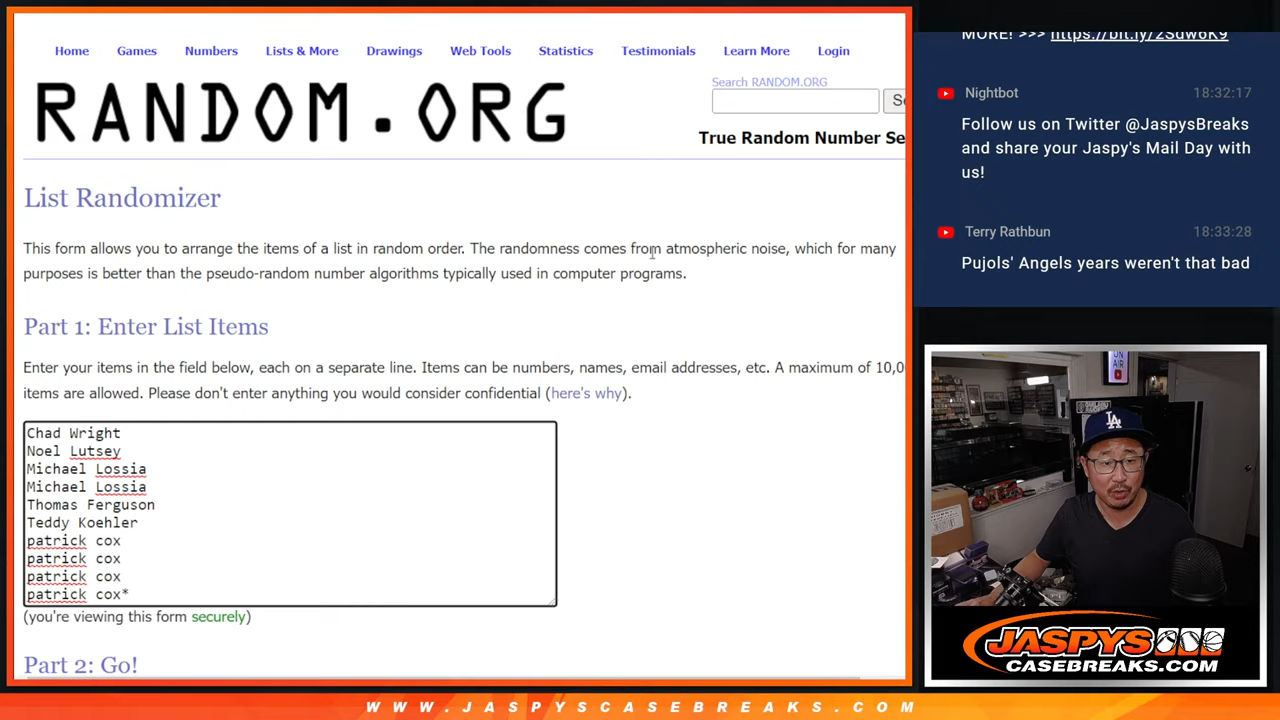 Home Games Numbers Lists & More Drawings Web Tools Statistics Testimonials Learn More Login
RANDOM.ORG
Search RANDOM.ORG
True Random Number Se
List Randomizer
This form allows you to arrange the items of a list in random order. The randomness comes from atmospheric noise, which for many
purposes is better than the pseudo-random number algorithms typically used in computer programs.
Part 1: Enter List Items
Enter your items in the field below, each on a separate line. Items can be numbers, names, email addresses, etc. A maximum of 10,0
items are allowed. Please don't enter anything you would consider confidential (here's why).
Chad Wright
Noel Lutsey
Michael Lossia
Michael Lossia
Thomas Ferguson
Teddy Koehler
patrick cox
patrick cox
patrick cox
patrick cox*
(you're viewing this form securely)
Part 2: Go!
MORE! >>> https://bit.ly/2Sdw6K9
Nightbot 18:32:17
Follow us on Twitter @JaspysBreaks
and share your Jaspy's Mail Day with
us!
Terry Rathbun 18:33:28
Pujols' Angels years weren't that bad
ON
AIR
LA
JASPYS
CASEBREAKS.COM
WWW.JASPYSCASEBREAKS.COM